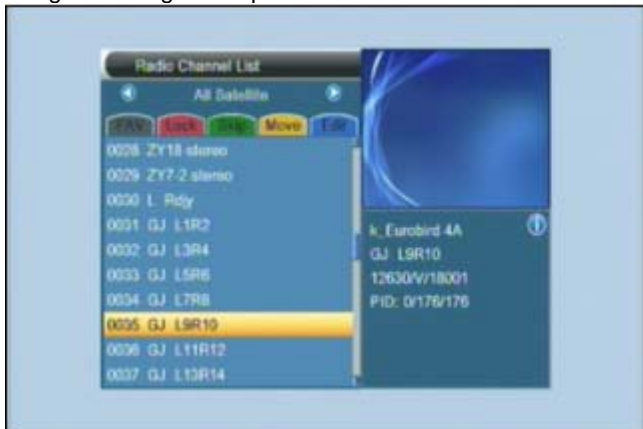 Radio Channel List
All Satellite
FAV Lock Skip Move Edit
0028 ZY18 stereo
0029 ZY7-2 stereo
0030 L Rdjy
0031 GJ L1R2
0032 GJ L3R4
0033 GJ L5R6
0034 GJ L7R8
0035 GJ L9R10
0036 GJ L11R12
0037 GJ L13R14
k_Eurobird 4A
GJ L9R10
12630/V/18001
PID: 0/176/176